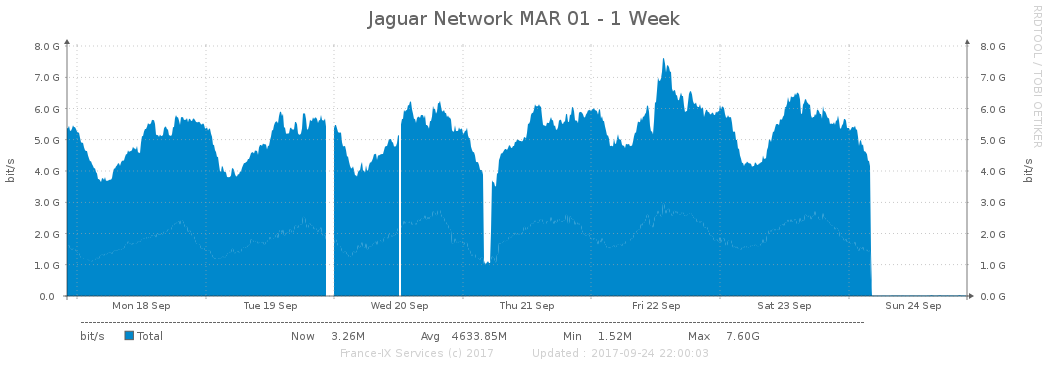 Jaguar Network MAR 01 - 1 Week
RRDTOOL / TOBI OETIKER
8.0 G 8.0 G
7.0 G 7.0 G
6.0 G 6.0 G
5.0 G 5.0 G
4.0 G 4.0 G
3.0 G 3.0 G
2.0 G 2.0 G
1.0 G 1.0 G
0.0 0.0 G
bit/s
bit/s
Mon 18 Sep Tue 19 Sep Wed 20 Sep Thu 21 Sep Fri 22 Sep Sat 23 Sep Sun 24 Sep
bit/s Total Now 3.26M Avg 4633.85M Min 1.52M Max 7.60G
France-IX Services (c) 2017 Updated : 2017-09-24 22:00:03